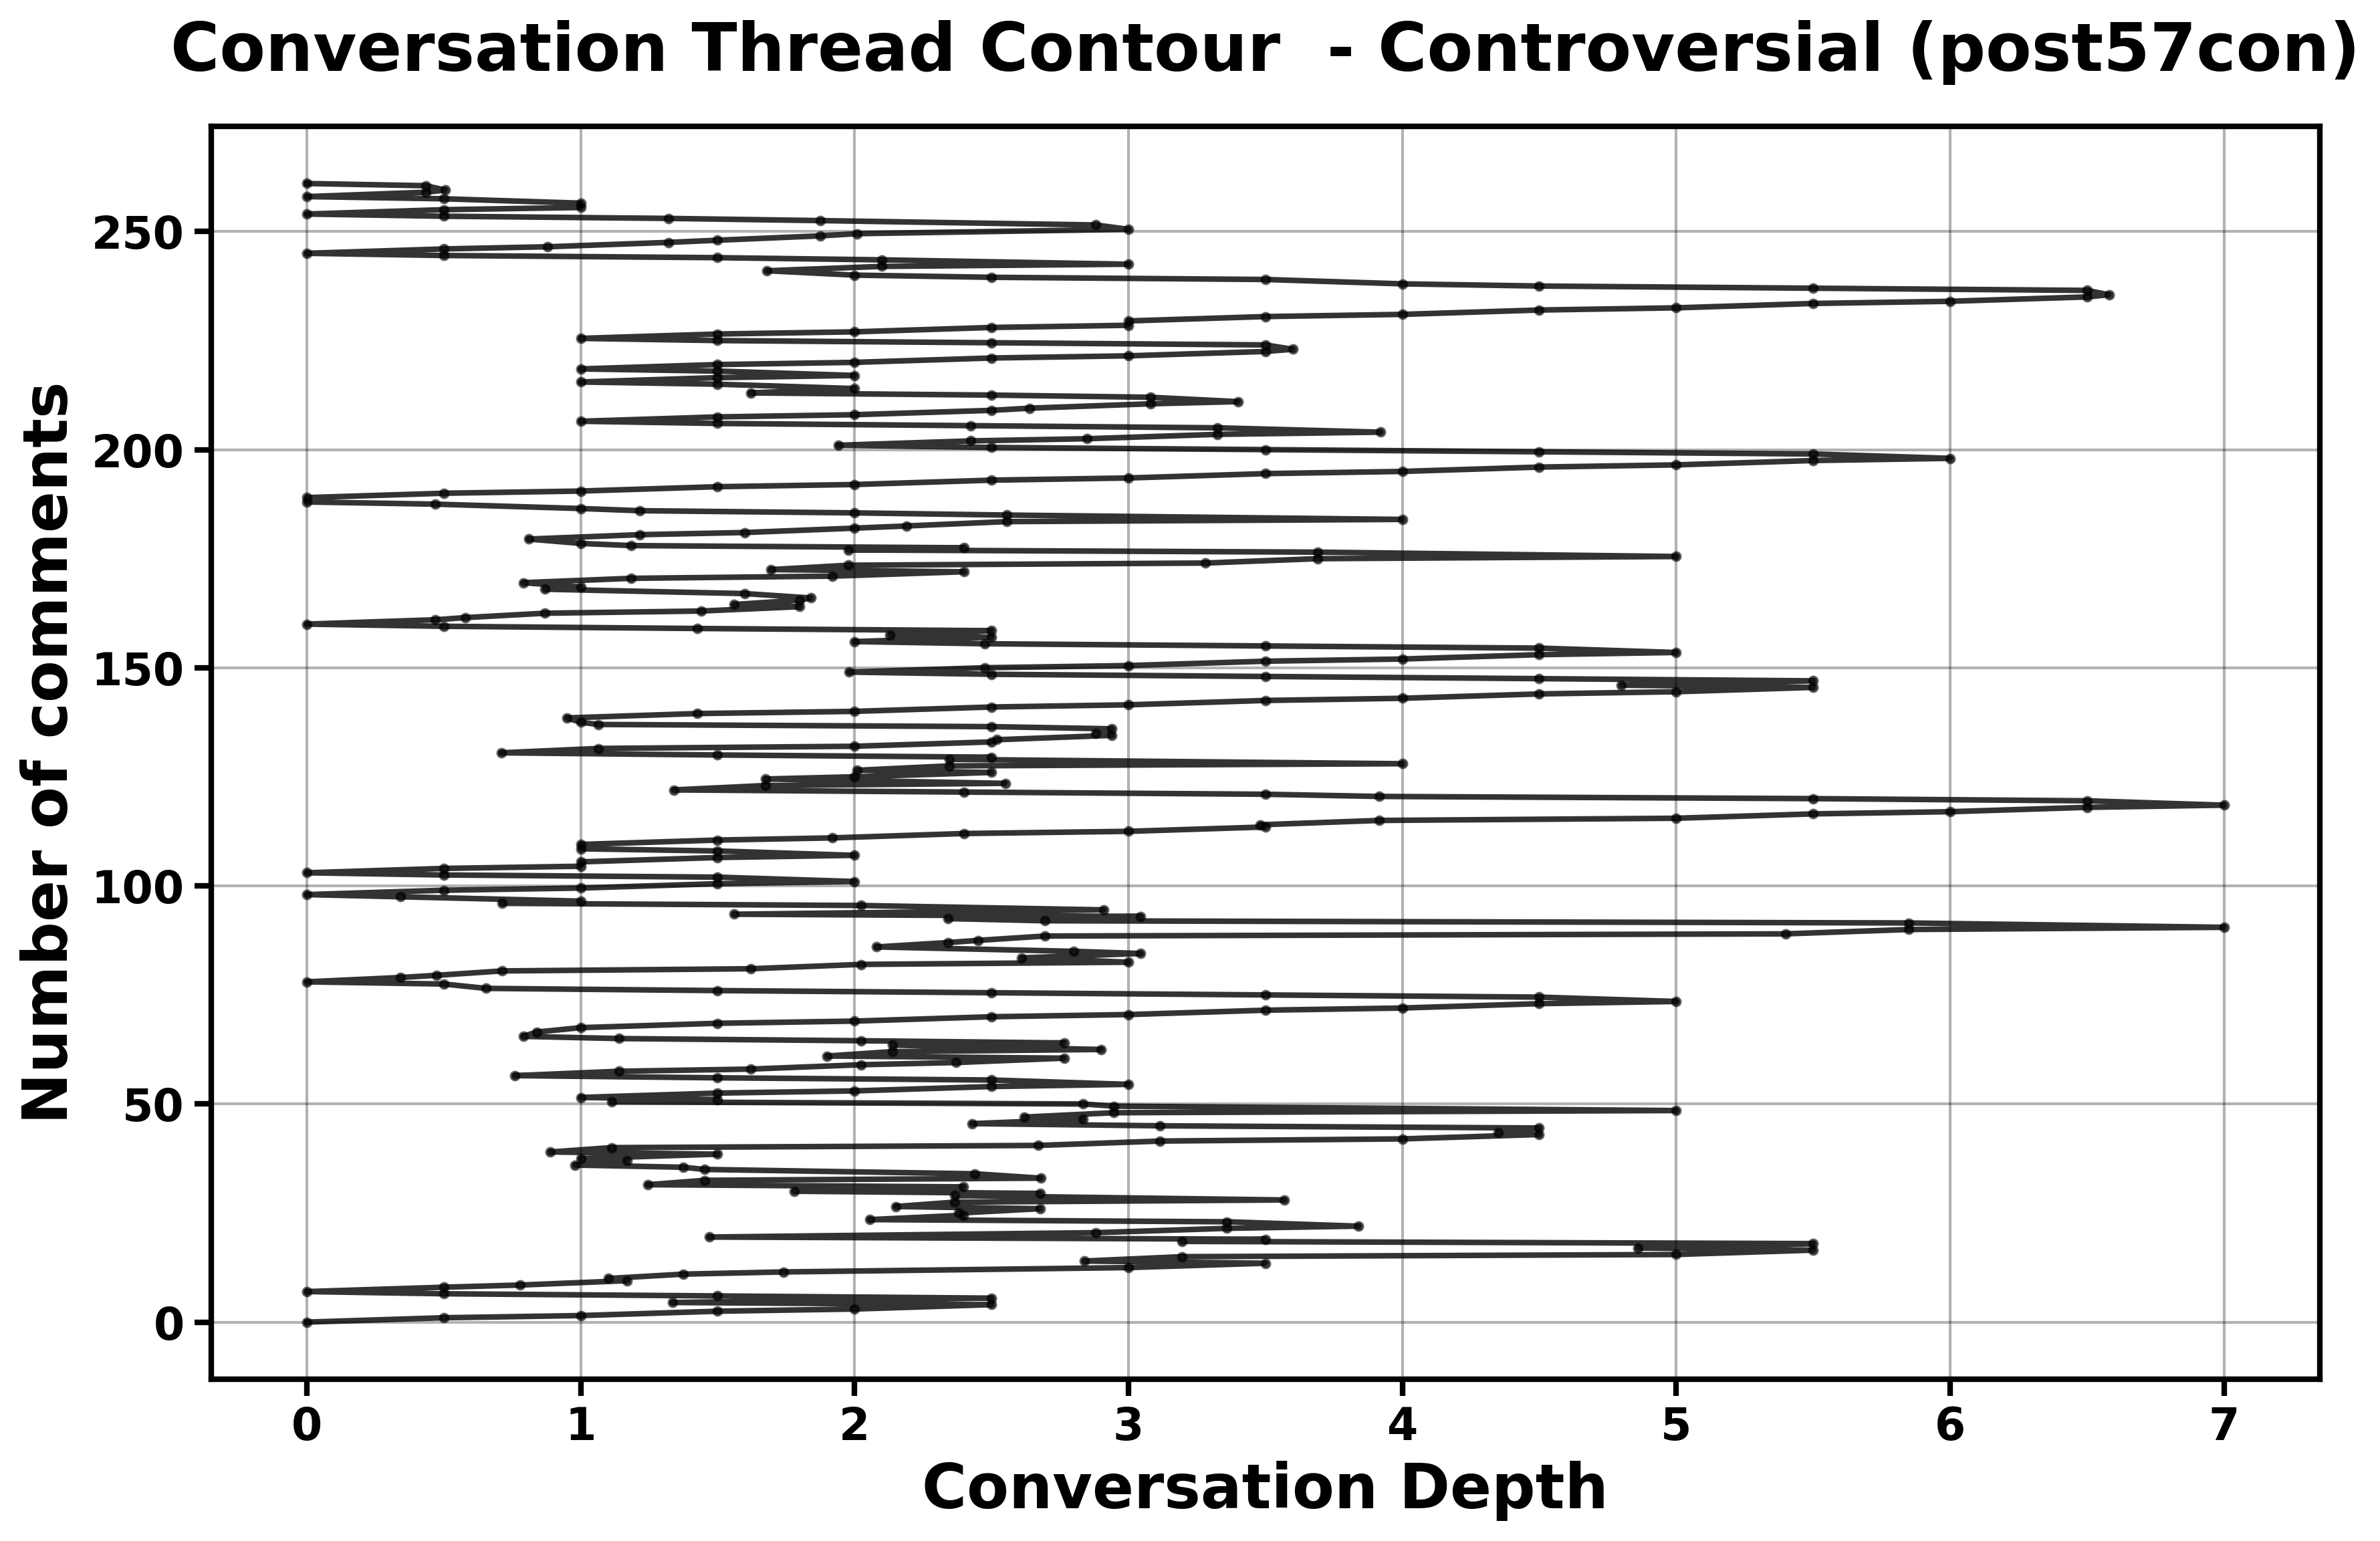 Conversation Thread Contour  - Controversial (post57con)
Number of comments
250
200
150
100
50
0
0 1 2 3 4 5 6 7
Conversation Depth